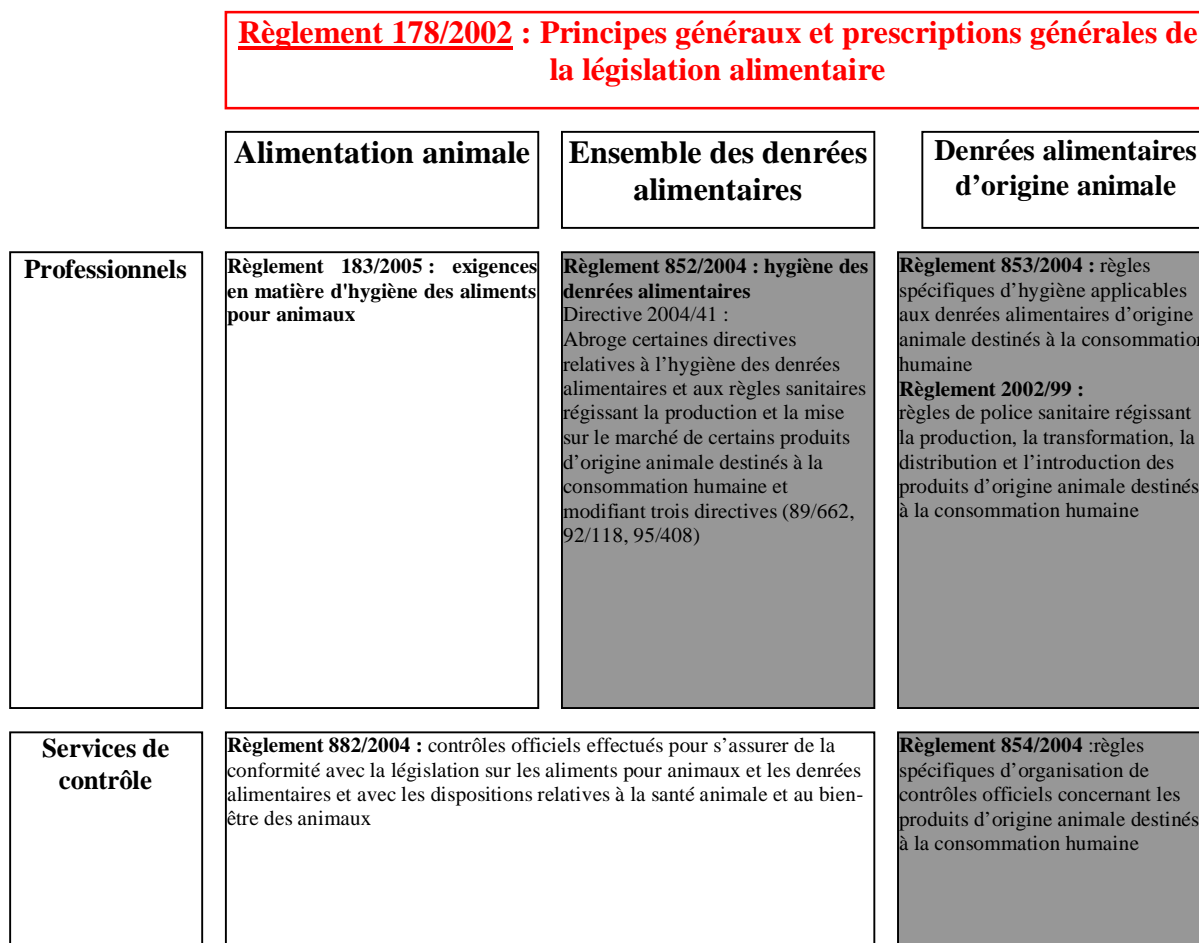 Règlement 178/2002 : Principes généraux et prescriptions générales de
la législation alimentaire
Alimentation animale
Ensemble des denrées
alimentaires
Denrées alimentaires
d’origine animale
Professionnels
Règlement 183/2005 : exigences
en matière d'hygiène des aliments
pour animaux
Règlement 852/2004 : hygiène des
denrées alimentaires
Directive 2004/41 :
Abroge certaines directives
relatives à l’hygiène des denrées
alimentaires et aux règles sanitaires
régissant la production et la mise
sur le marché de certains produits
d’origine animale destinés à la
consommation humaine et
modifiant trois directives (89/662,
92/118, 95/408)
Règlement 853/2004 : règles
spécifiques d’hygiène applicables
aux denrées alimentaires d’origine
animale destinés à la consommation
humaine
Règlement 2002/99 :
règles de police sanitaire régissant
la production, la transformation, la
distribution et l’introduction des
produits d’origine animale destinés
à la consommation humaine
Services de
contrôle
Règlement 882/2004 : contrôles officiels effectués pour s’assurer de la
conformité avec la législation sur les aliments pour animaux et les denrées
alimentaires et avec les dispositions relatives à la santé animale et au bien-
être des animaux
Règlement 854/2004 :règles
spécifiques d’organisation de
contrôles officiels concernant les
produits d’origine animale destinés
à la consommation humaine